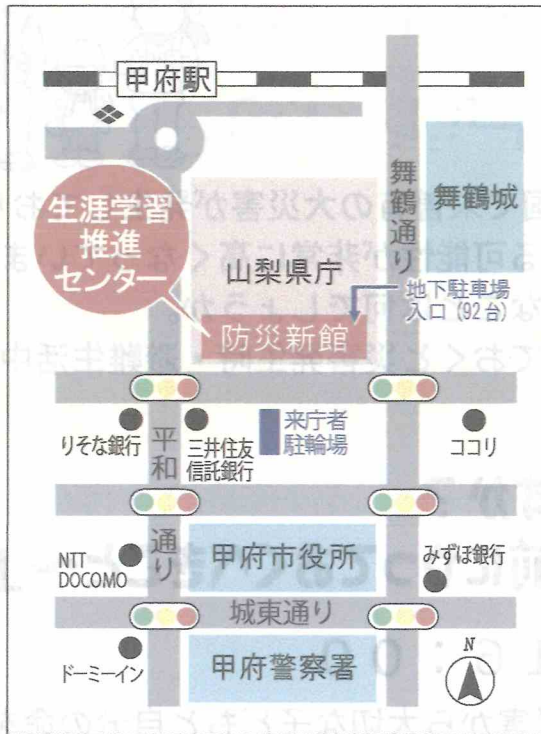 甲府駅
舞鶴通り
舞鶴城
生涯学習
推進
センター
山梨県庁
地下駐車場
入口（92台）
防災新館
りそな銀行
平和通り
三井住友
信託銀行
来庁者
駐輪場
ココリ
NTT
DOCOMO
甲府市役所
みずほ銀行
城東通り
ドーミーイン
甲府警察署
N